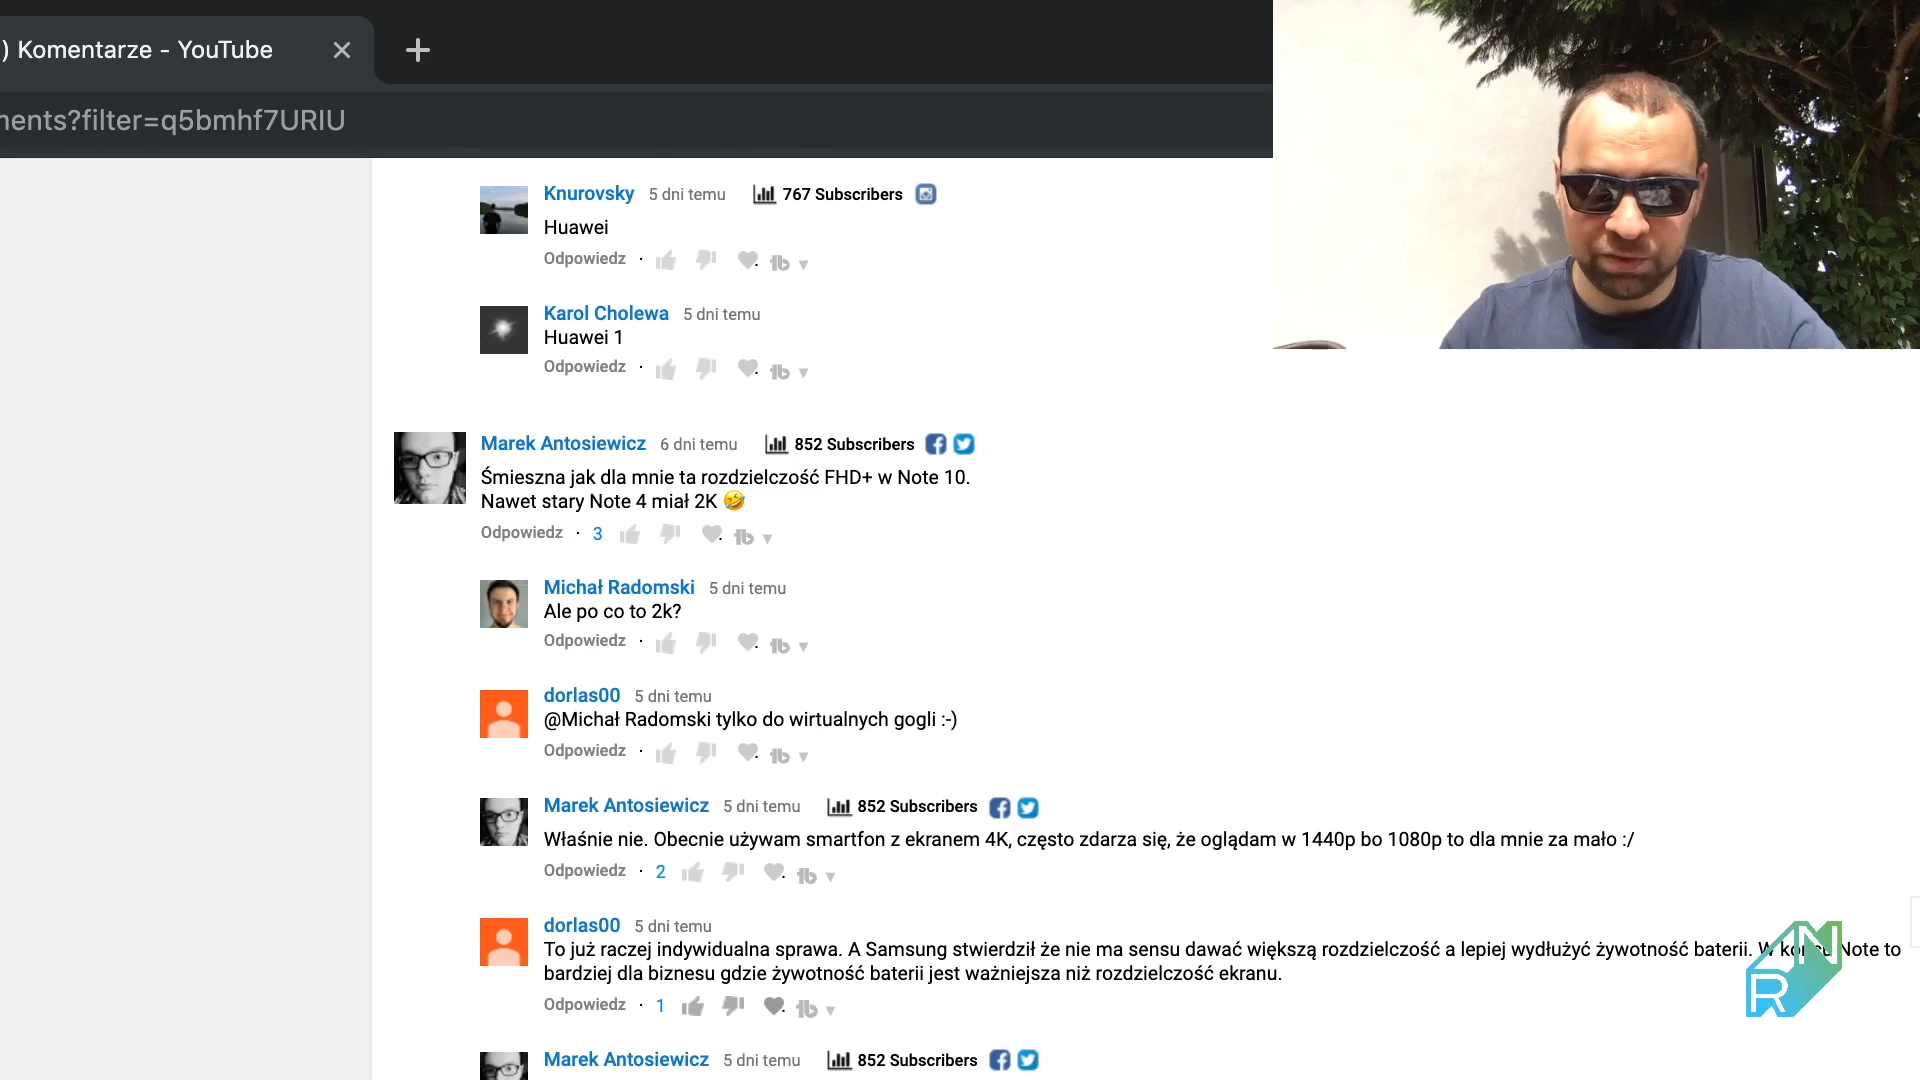 ) Komentarze - YouTube
ments?filter=q5bmhf7URIU
Knurovsky 5 dni temu 767 Subscribers
Huawei
Odpowiedz ·
Karol Cholewa 5 dni temu
Huawei 1
Odpowiedz ·
Marek Antosiewicz 6 dni temu 852 Subscribers
Śmieszna jak dla mnie ta rozdzielczość FHD+ w Note 10.
Nawet stary Note 4 miał 2K 🤣
Odpowiedz · 3
Michał Radomski 5 dni temu
Ale po co to 2k?
Odpowiedz ·
dorlas00 5 dni temu
@Michał Radomski tylko do wirtualnych gogli :-)
Odpowiedz ·
Marek Antosiewicz 5 dni temu 852 Subscribers
Właśnie nie. Obecnie używam smartfon z ekranem 4K, często zdarza się, że oglądam w 1440p bo 1080p to dla mnie za mało :/
Odpowiedz · 2
dorlas00 5 dni temu
To już raczej indywidualna sprawa. A Samsung stwierdził że nie ma sensu dawać większą rozdzielczość a lepiej wydłużyć żywotność baterii. W końcu Note to
bardziej dla biznesu gdzie żywotność baterii jest ważniejsza niż rozdzielczość ekranu.
Odpowiedz · 1
Marek Antosiewicz 5 dni temu 852 Subscribers
RN